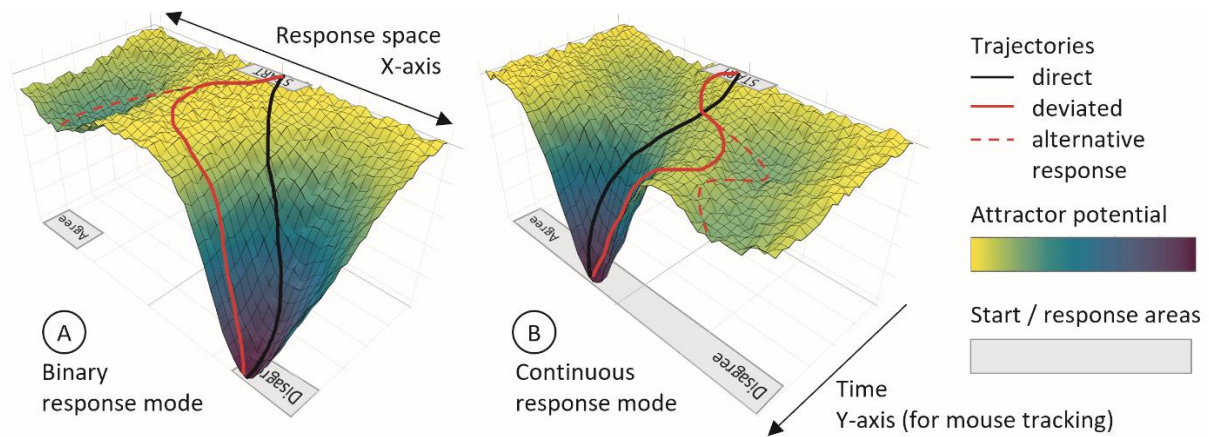 Response space
X-axis
START
Agree
Disagree
A
Binary
response mode
START
Agree
Disagree
B
Continuous
response mode
Time
Y-axis (for mouse tracking)
Trajectories
direct
deviated
alternative
response
Attractor potential
Start / response areas